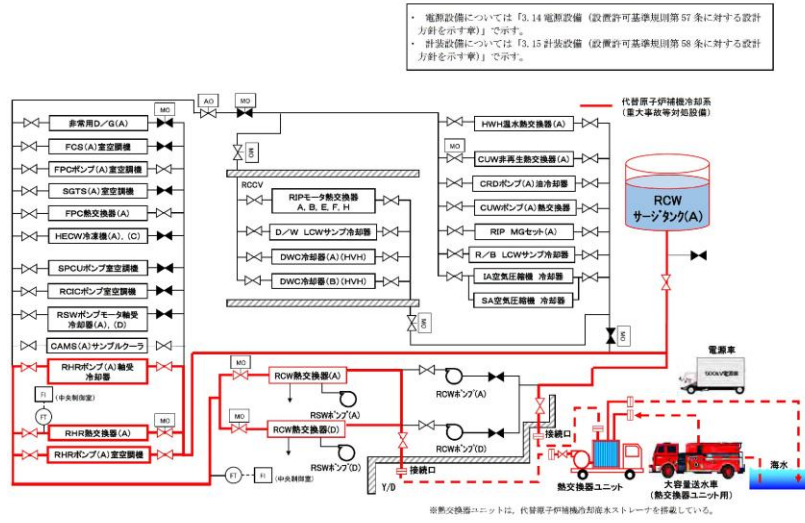 ・ 電源設備については「3.14 電源設備（設置許可基準規則第57条に対する設計
方針を示す章）」で示す。
・ 計装設備については「3.15 計装設備（設置許可基準規則第58条に対する設計
方針を示す章）」で示す。
代替原子炉補機冷却系
（重大事故等対処設備）
AO
MO
MO
非常用D／G(A)
FCS(A)室空調機
FPCポンプ(A)室空調機
SGTS(A)室空調機
FPC熱交換器(A)
HECW冷凍機(A)，(C)
SPCUポンプ室空調機
RCICポンプ室空調機
RSWポンプモータ軸受
冷却器(A)，(D)
CAMS(A)サンプルクーラ
RHRポンプ(A)軸受
冷却器
FI
(中央制御室)
FT
MO
RHR熱交換器(A)
RHRポンプ(A)室空調機
MO
RCCV
RIPモータ熱交換器
A, B, E, F, H
D／W LCWサンプ冷却器
DWC冷却器(A)(HVH)
DWC冷却器(B)(HVH)
MO
HWH温水熱交換器(A)
MO
CUW非再生熱交換器(A)
CRDポンプ(A)油冷却器
CUWポンプ(A)熱交換器
RIP MGセット(A)
R／B LCWサンプ冷却器
IA空気圧縮機 冷却器
SA空気圧縮機 冷却器
MO
RCW
サージタンク(A)
MO
RCW熱交換器(A)
RSWポンプ(A)
MO
RCW熱交換器(D)
RSWポンプ(D)
RCWポンプ(A)
RCWポンプ(D)
FT
FI
(中央制御室)
接続口
接続口
Y/D
電源車
500kVA電源車
熱交換器ユニット
大容量送水車
(熱交換器ユニット用)
海水
※熱交換器ユニットは、代替原子炉補機冷却海水ストレーナを搭載している。